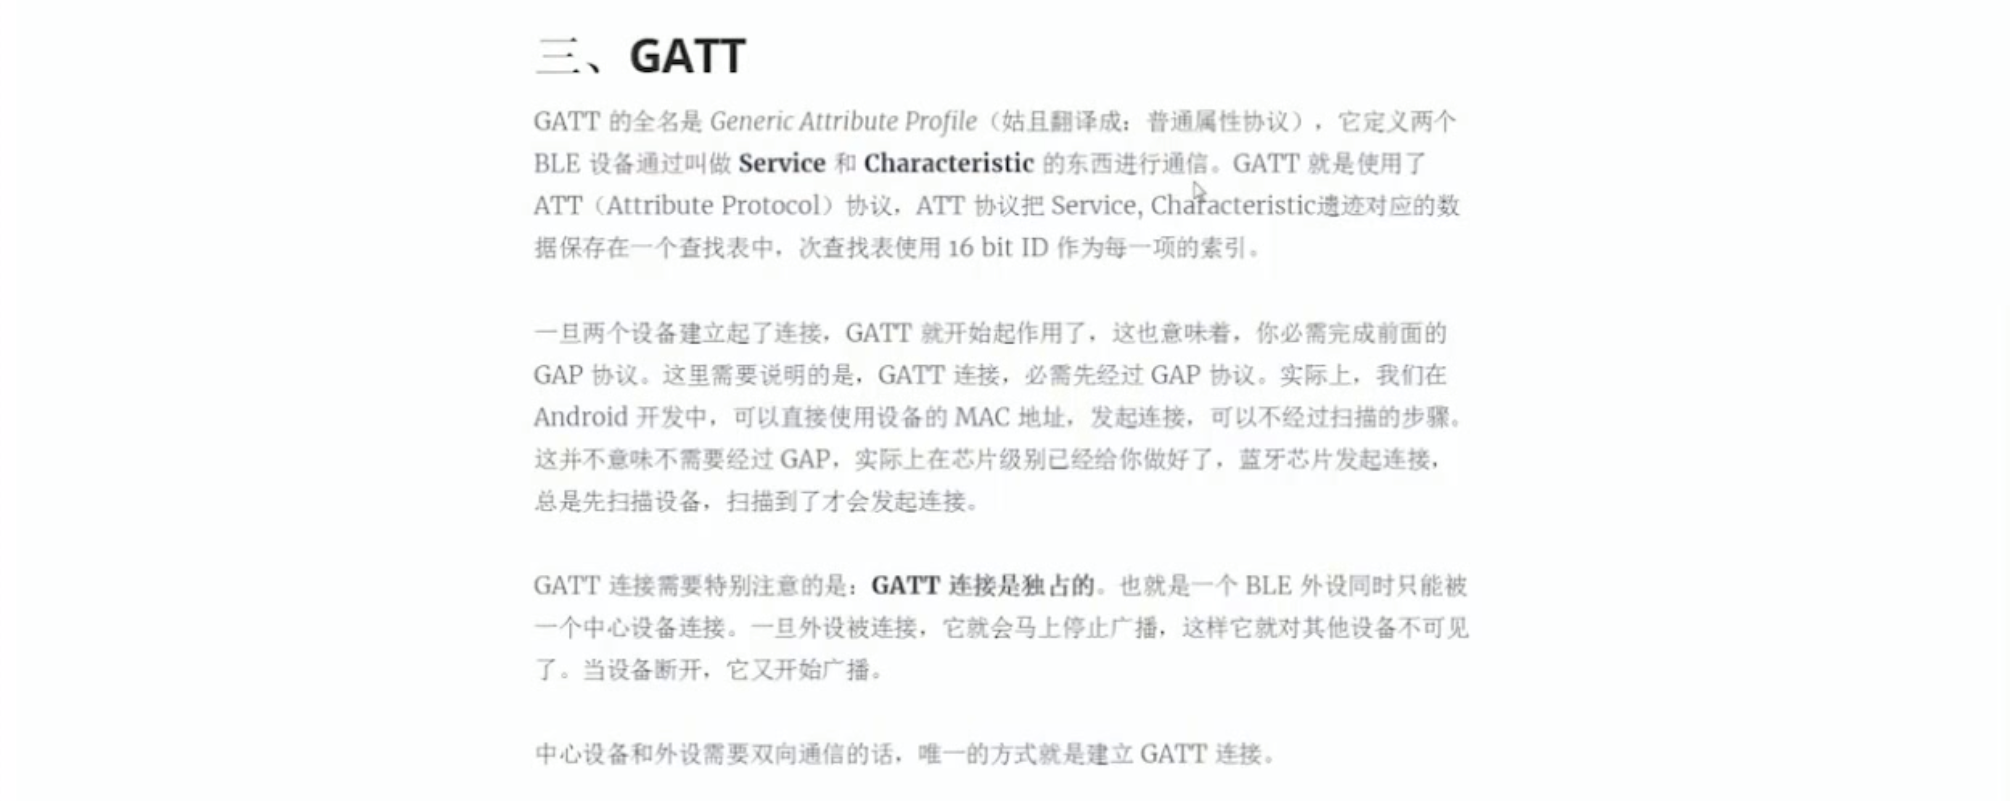 三、GATT
GATT 的全名是 Generic Attribute Profile（姑且翻译成：普通属性协议），它定义两个
BLE 设备通过叫做 Service 和 Characteristic 的东西进行通信。GATT 就是使用了
ATT（Attribute Protocol）协议，ATT 协议把 Service, Characteristic遗迹对应的数
据保存在一个查找表中，次查找表使用 16 bit ID 作为每一项的索引。
一旦两个设备建立起了连接，GATT 就开始起作用了，这也意味着，你必需完成前面的
GAP 协议。这里需要说明的是，GATT 连接，必需先经过 GAP 协议。实际上，我们在
Android 开发中，可以直接使用设备的 MAC 地址，发起连接，可以不经过扫描的步骤。
这并不意味不需要经过 GAP，实际上在芯片级别已经给你做好了，蓝牙芯片发起连接，
总是先扫描设备，扫描到了才会发起连接。
GATT 连接需要特别注意的是：GATT 连接是独占的。也就是一个 BLE 外设同时只能被
一个中心设备连接。一旦外设被连接，它就会马上停止广播，这样它就对其他设备不可见
了。当设备断开，它又开始广播。
中心设备和外设需要双向通信的话，唯一的方式就是建立 GATT 连接。